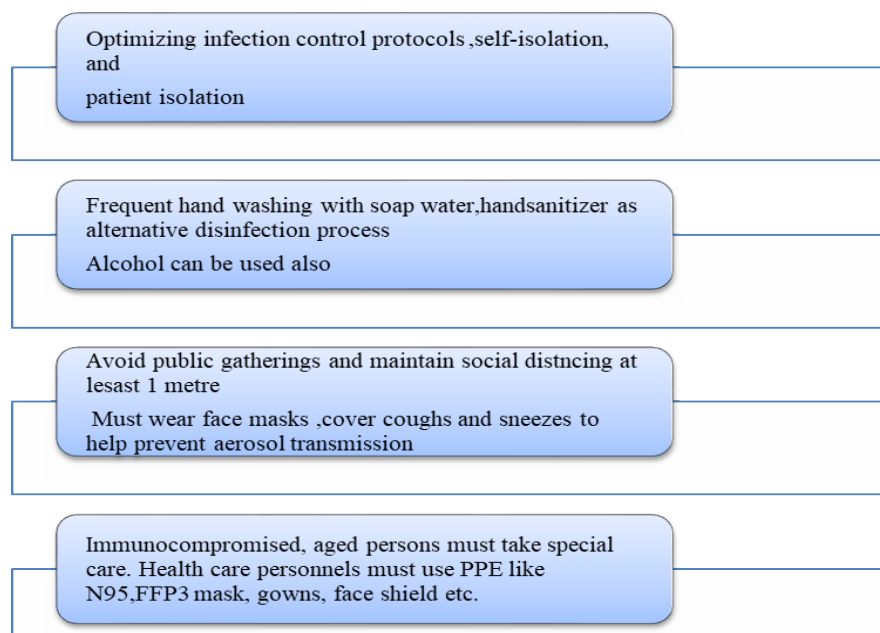 Optimizing infection control protocols ,self-isolation,
and
patient isolation
Frequent hand washing with soap water,handsanitizer as
alternative disinfection process
Alcohol can be used also
Avoid public gatherings and maintain social distncing at
lesast 1 metre
Must wear face masks ,cover coughs and sneezes to
help prevent aerosol transmission
Immunocompromised, aged persons must take special
care. Health care personnels must use PPE like
N95,FFP3 mask, gowns, face shield etc.